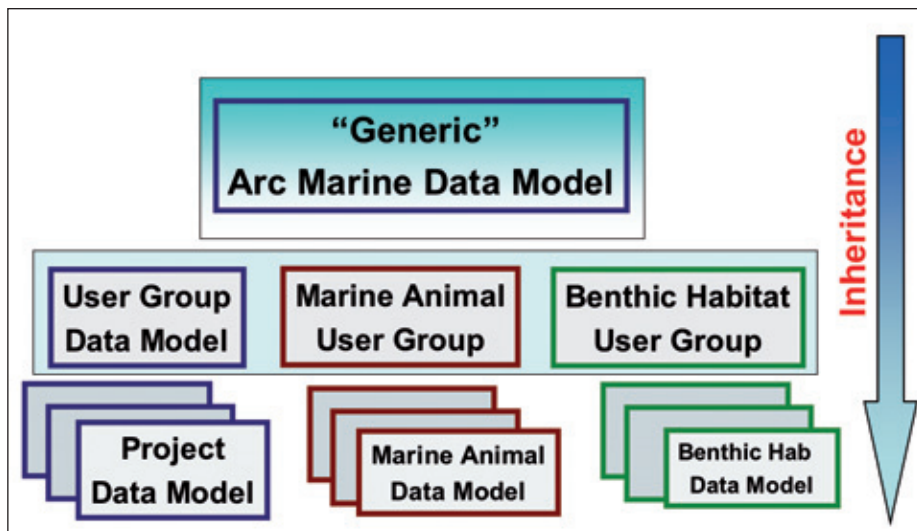 “Generic”
Arc Marine Data Model
Inheritance
User Group
Data Model
Marine Animal
User Group
Benthic Habitat
User Group
Project
Data Model
Marine Animal
Data Model
Benthic Hab
Data Model